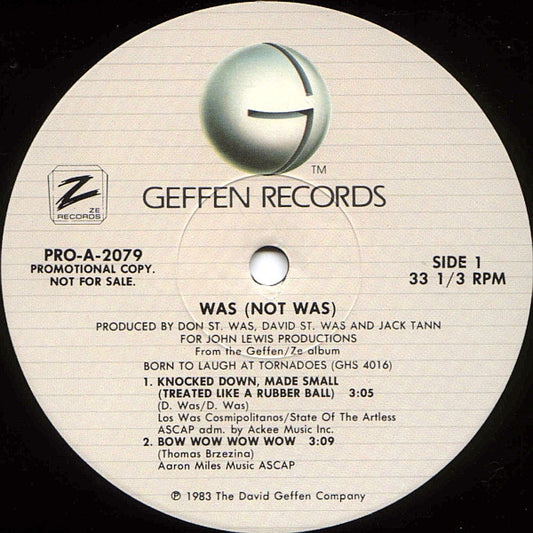 TM
GEFFEN RECORDS
Z
ZE
RECORDS
PRO-A-2079
PROMOTIONAL COPY.
NOT FOR SALE.
SIDE 1
33 1/3 RPM
WAS (NOT WAS)
PRODUCED BY DON ST. WAS, DAVID ST. WAS AND JACK TANN
FOR JOHN LEWIS PRODUCTIONS
From the Geffen/Ze album
BORN TO LAUGH AT TORNADOES (GHS 4016)
1. KNOCKED DOWN, MADE SMALL
(TREATED LIKE A RUBBER BALL) 3:05
(D. Was/D. Was)
Los Was Cosmipolitanos/State Of The Artless
ASCAP adm. by Ackee Music Inc.
2. BOW WOW WOW WOW 3:09
(Thomas Brzezina)
Aaron Miles Music ASCAP
℗ 1983 The David Geffen Company